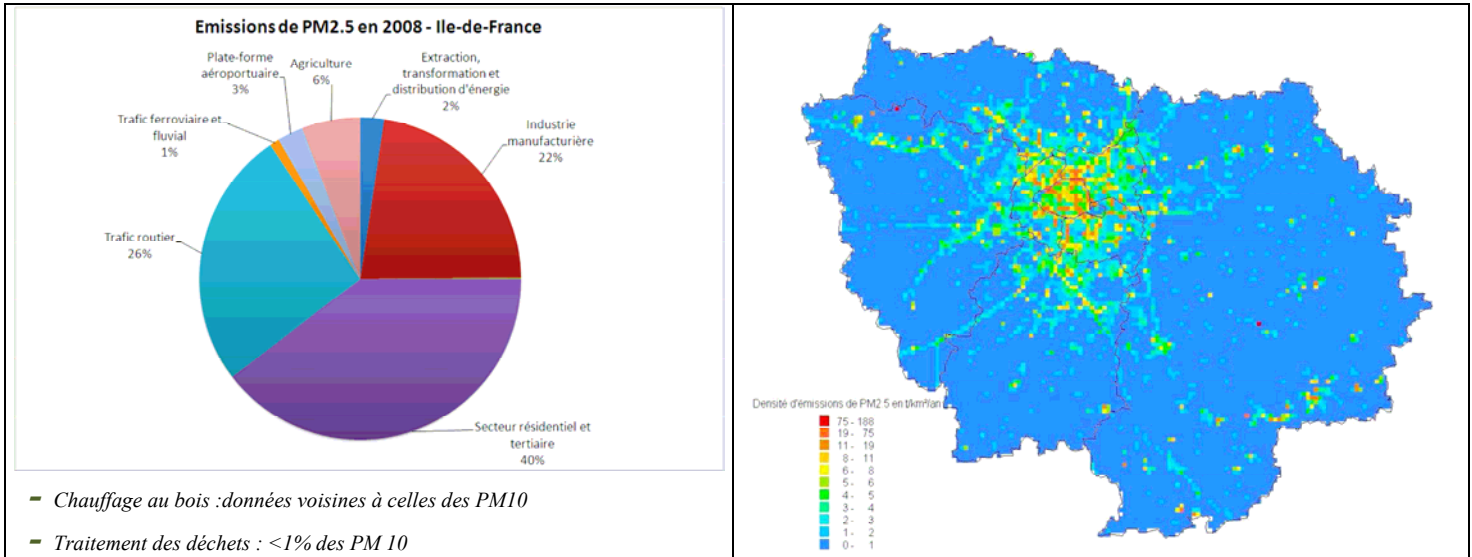 Emissions de PM2.5 en 2008 - Ile-de-France
Plate-forme
aéroportuaire
3%
Agriculture
6%
Extraction,
transformation et
distribution d'énergie
2%
Trafic ferroviaire et
fluvial
1%
Industrie
manufacturière
22%
Trafic routier
26%
Secteur résidentiel et
tertiaire
40%
- Chauffage au bois :données voisines à celles des PM10
- Traitement des déchets : <1% des PM 10
Densité d'émissions de PM2.5 en t/km²/an
75 - 188
19 - 75
11 - 19
8 - 11
6 - 8
5 - 6
4 - 5
3 - 4
2 - 3
1 - 2
0 - 1